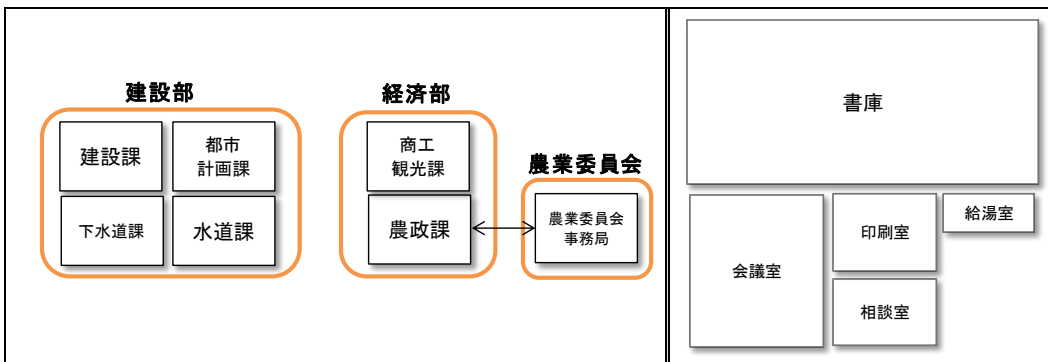 建設部
建設課
都市
計画課
下水道課
水道課
経済部
商工
観光課
農政課
農業委員会
農業委員会
事務局
書庫
会議室
印刷室
給湯室
相談室